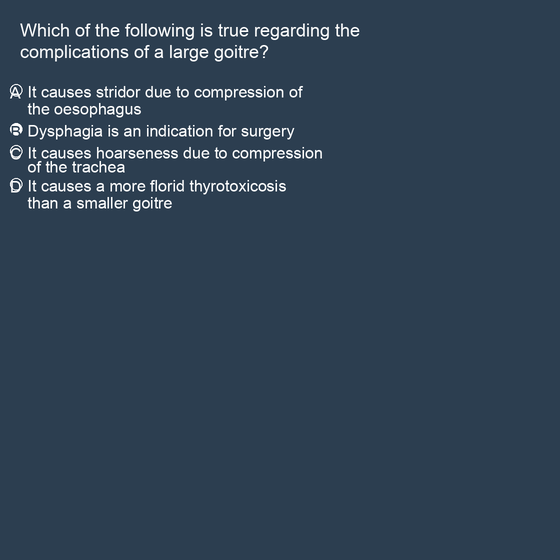 Which of the following is true regarding the
complications of a large goitre?
A It causes stridor due to compression of
the oesophagus
B Dysphagia is an indication for surgery
C It causes hoarseness due to compression
of the trachea
D It causes a more florid thyrotoxicosis
than a smaller goitre